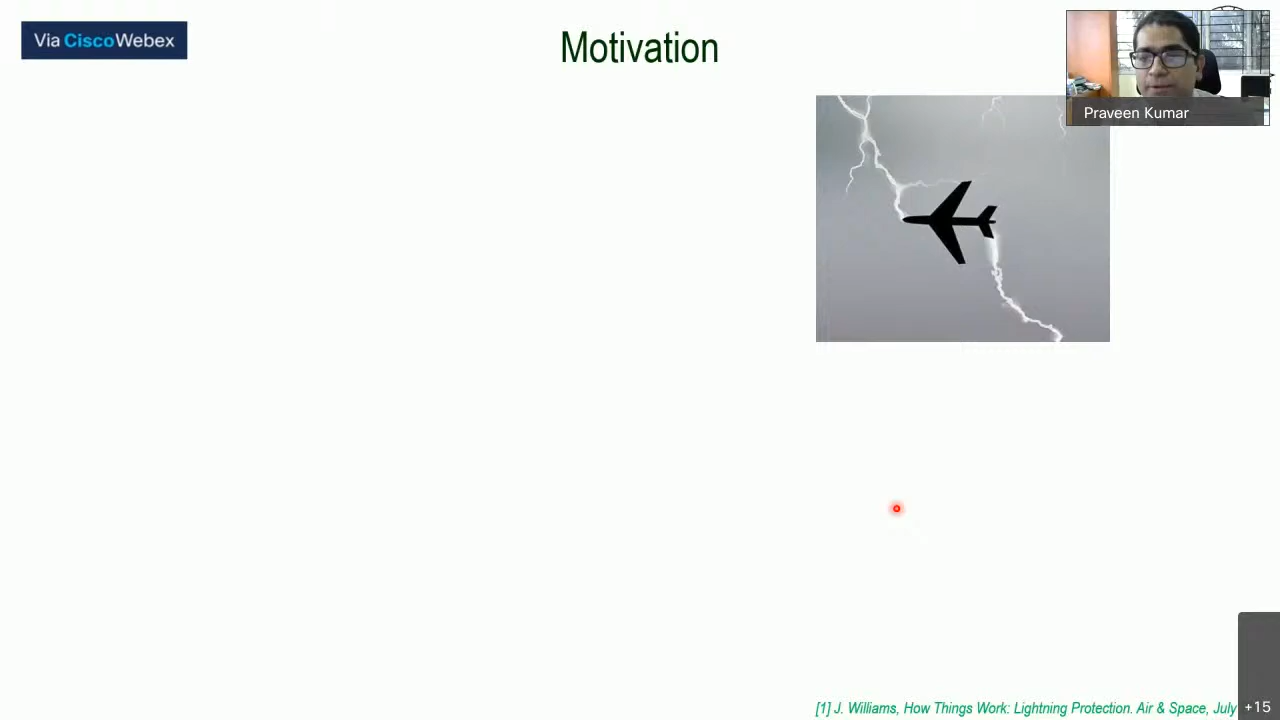 Via CiscoWebex
Motivation
Praveen Kumar
[1] J. Williams, How Things Work: Lightning Protection. Air & Space, July
+15